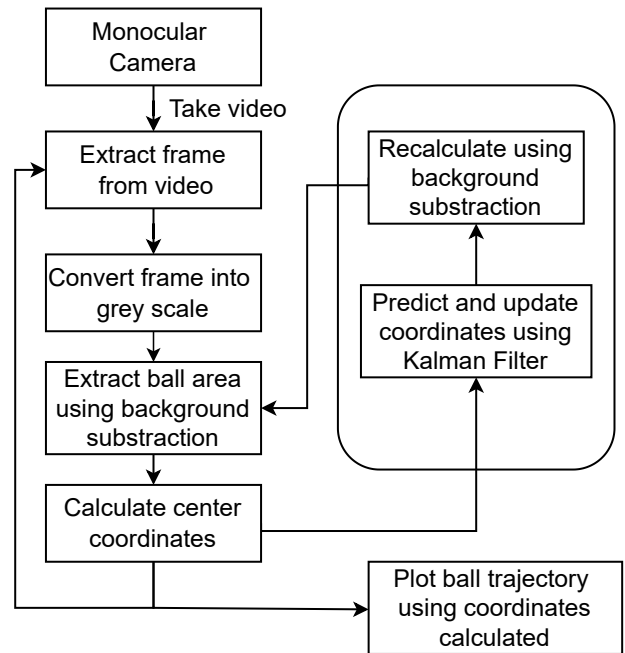 Monocular
Camera
Take video
Extract frame
from video
Convert frame into
grey scale
Extract ball area
using background
substraction
Calculate center
coordinates
Recalculate using
background
substraction
Predict and update
coordinates using
Kalman Filter
Plot ball trajectory
using coordinates
calculated